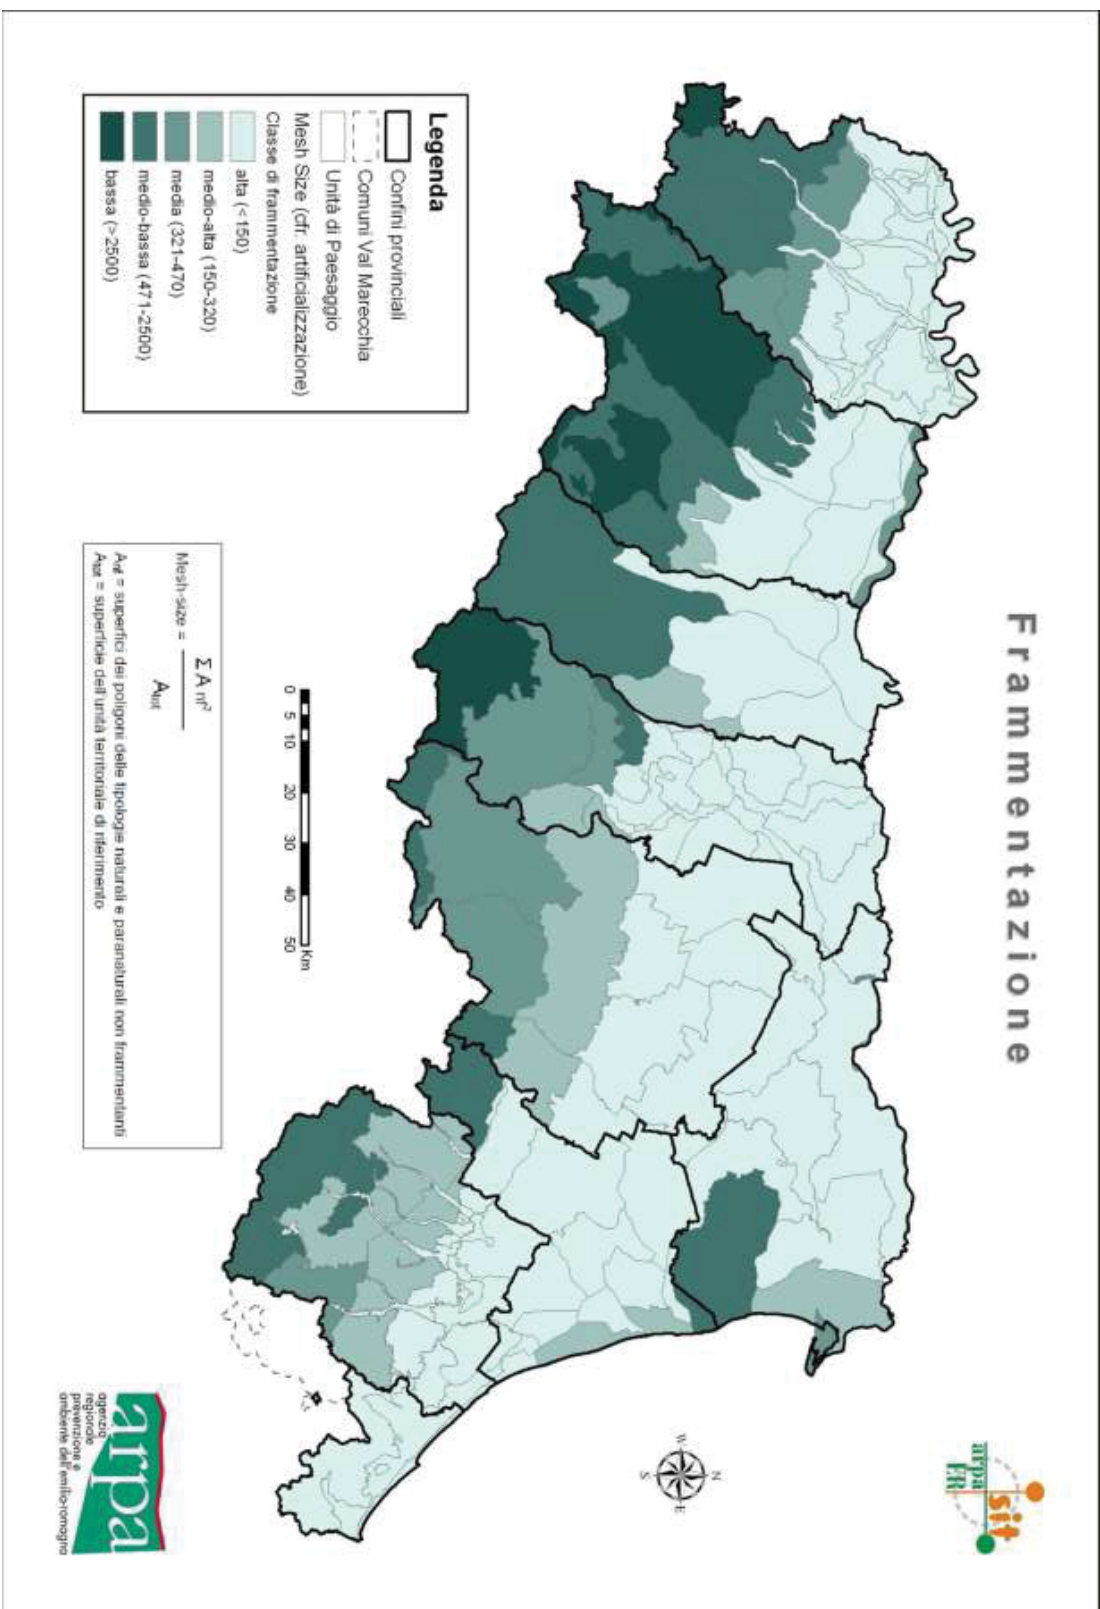 Frammentazione
Legenda
Confini provinciali
Comuni Val Marecchia
Unità di Paesaggio
Mesh Size (cfr. artificializzazione)
Classe di frammentazione
alta (<150)
medio-alta (150-320)
media (321-470)
medio-bassa (471-2500)
bassa (>2500)
Mesh-size = Σ A nf² / Atot
Anf = superfici dei poligoni delle tipologie naturali e paranaturali non frammentanti
Atot = superficie dell'unità territoriale di riferimento
0 5 10 20 30 40 50 Km
N
W E
S
sit
arpa
ER
arpa
agenzia
regionale
prevenzione e
ambiente dell'emilia-romagna